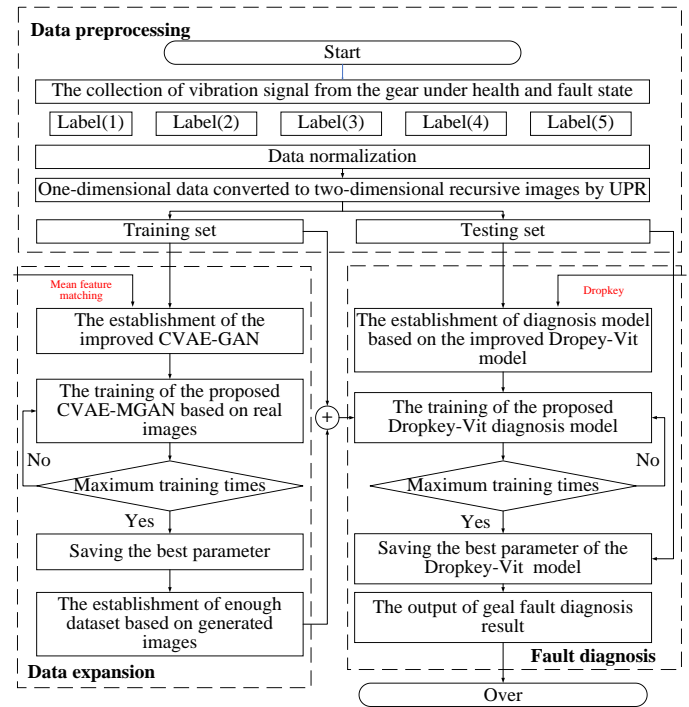 Data preprocessing
Start
The collection of vibration signal from the gear under health and fault state
Label(1) Label(2) Label(3) Label(4) Label(5)
Data normalization
One-dimensional data converted to two-dimensional recursive images by UPR
Training set
Testing set
Mean feature
matching
The establishment of the
improved CVAE-GAN
The training of the proposed
CVAE-MGAN based on real
images
No
Maximum training times
Yes
Saving the best parameter
The establishment of enough
dataset based on generated
images
Data expansion
+
Dropkey
The establishment of diagnosis model
based on the improved Dropey-Vit
model
The training of the proposed
Dropkey-Vit diagnosis model
No
Maximum training times
Yes
Saving the best parameter of the
Dropkey-Vit model
The output of geal fault diagnosis
result
Fault diagnosis
Over